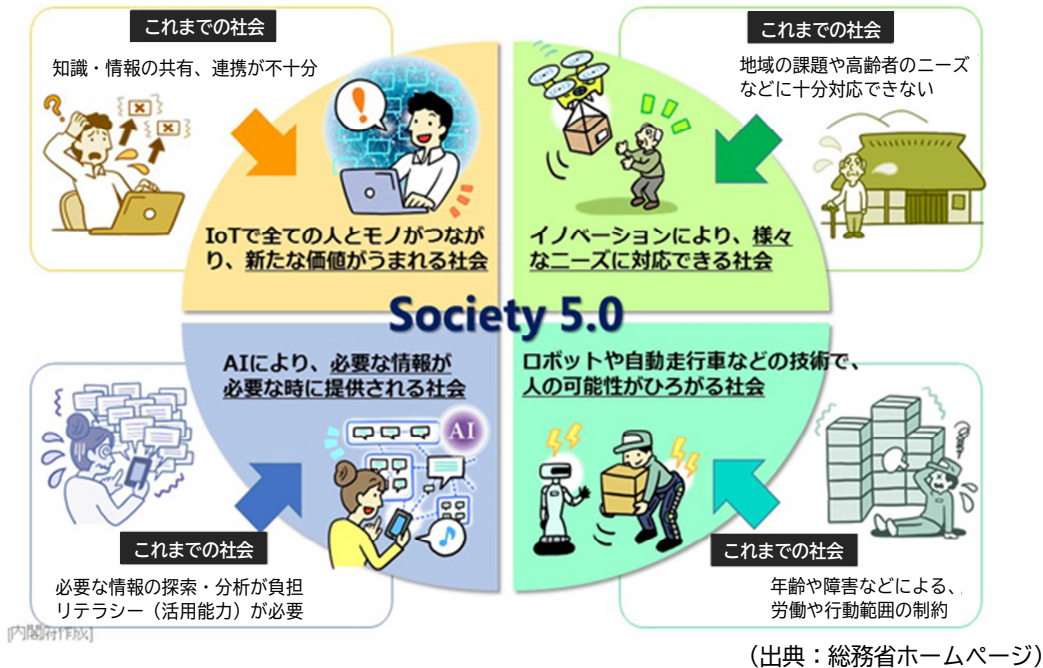 これまでの社会
知識・情報の共有、連携が不十分
IoTで全ての人とモノがつなが
り、新たな価値がうまれる社会
これまでの社会
地域の課題や高齢者のニーズ
などに十分対応できない
イノベーションにより、様々
なニーズに対応できる社会
Society 5.0
AIにより、必要な情報が
必要な時に提供される社会
AI
これまでの社会
必要な情報の探索・分析が負担
リテラシー（活用能力）が必要
ロボットや自動走行車などの技術で、
人の可能性がひろがる社会
これまでの社会
年齢や障害などによる、
労働や行動範囲の制約
[内閣府作成]
（出典：総務省ホームページ）